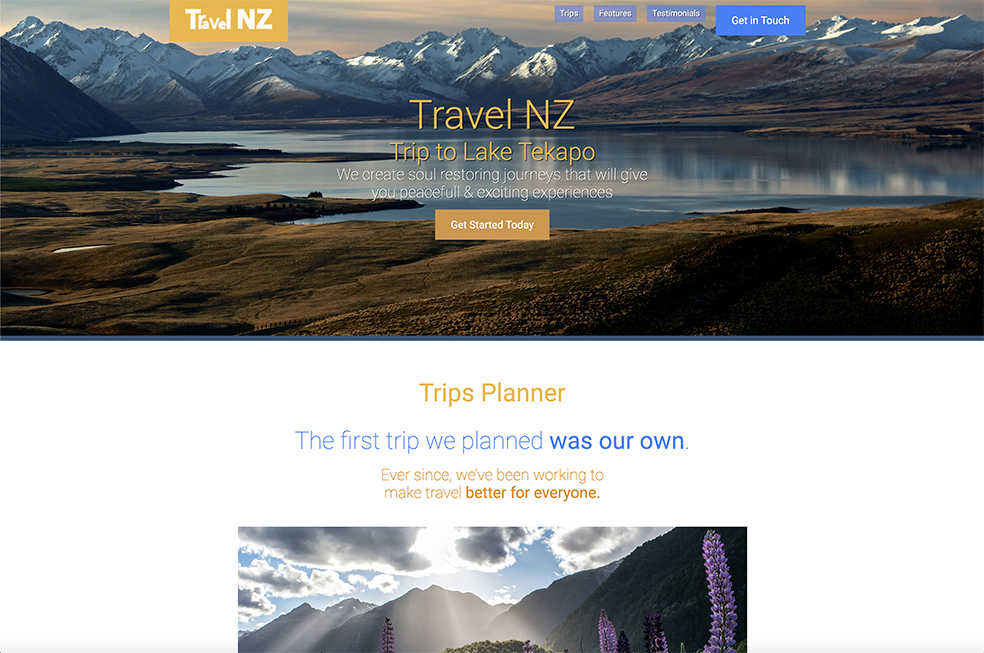 Travel NZ
Trips
Features
Testimonials
Get in Touch
Travel NZ
Trip to Lake Tekapo
We create soul restoring journeys that will give
you peacefull & exciting experiences
Get Started Today
Trips Planner
The first trip we planned was our own.
Ever since, we've been working to
make travel better for everyone.